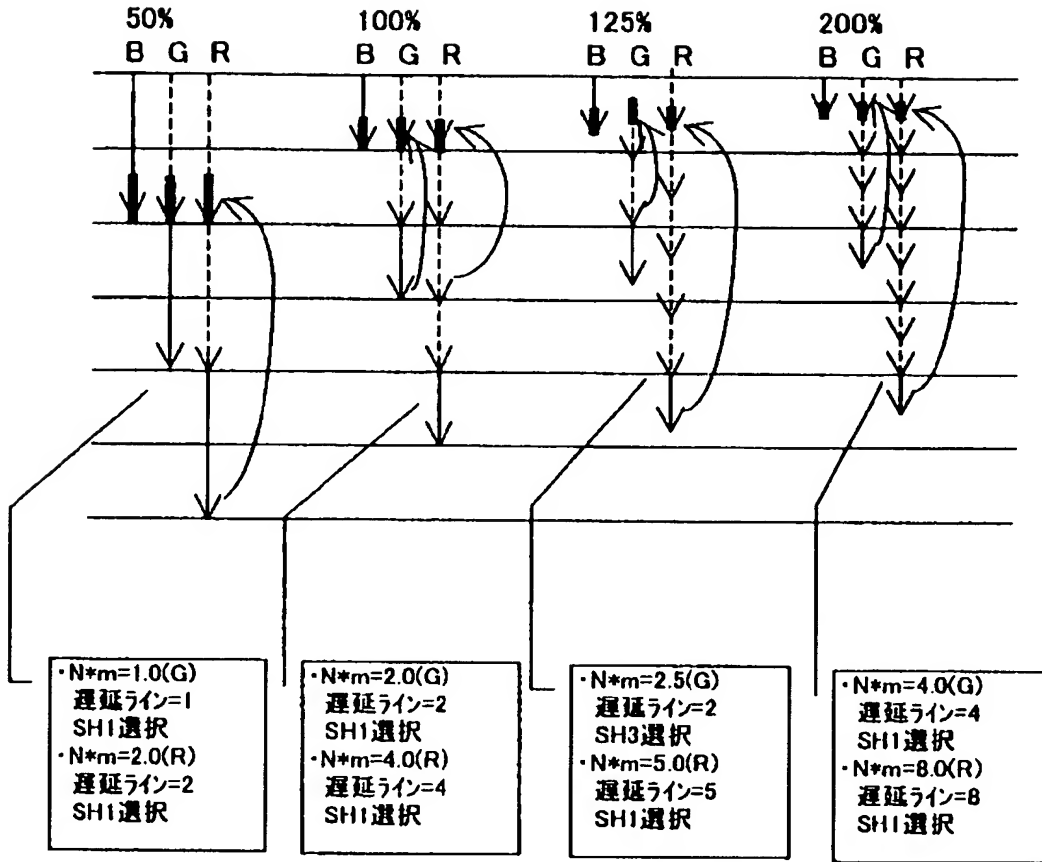 50% 100% 125% 200%
B G R B G R B G R B G R
・N*m=1.0(G)
遅延ライン=1
SH1選択
・N*m=2.0(R)
遅延ライン=2
SH1選択
・N*m=2.0(G)
遅延ライン=2
SH1選択
・N*m=4.0(R)
遅延ライン=4
SH1選択
・N*m=2.5(G)
遅延ライン=2
SH3選択
・N*m=5.0(R)
遅延ライン=5
SH1選択
・N*m=4.0(G)
遅延ライン=4
SH1選択
・N*m=8.0(R)
遅延ライン=8
SH1選択